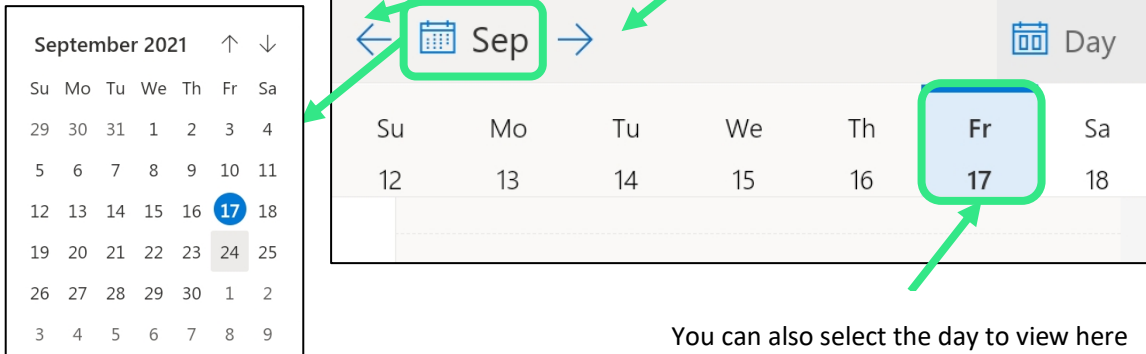 September 2021
Su Mo Tu We Th Fr Sa
29 30 31 1 2 3 4
5 6 7 8 9 10 11
12 13 14 15 16 17 18
19 20 21 22 23 24 25
26 27 28 29 30 1 2
3 4 5 6 7 8 9
Sep
Day
Su Mo Tu We Th Fr Sa
12 13 14 15 16 17 18
You can also select the day to view here